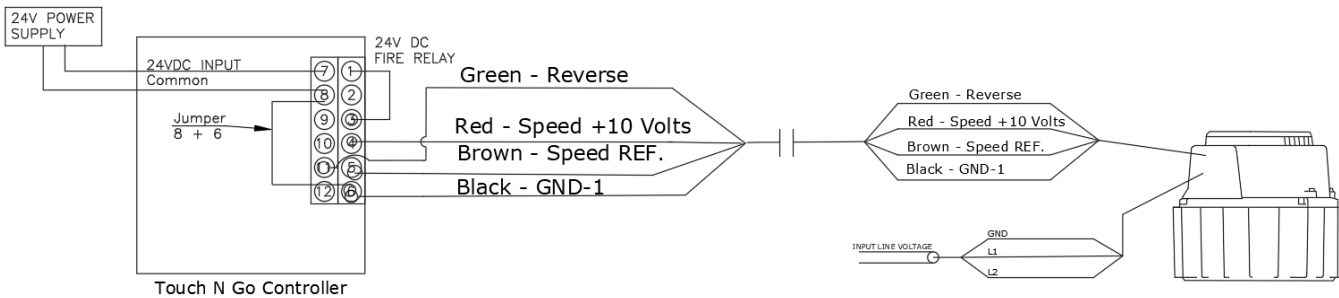 24V POWER
SUPPLY
24V DC
FIRE RELAY
24VDC INPUT
Common
Jumper
8 + 6
7 1
8 2
9 3
10 4
11 5
12 6
Green - Reverse
Red - Speed +10 Volts
Brown - Speed REF.
Black - GND-1
Green - Reverse
Red - Speed +10 Volts
Brown - Speed REF.
Black - GND-1
INPUT LINE VOLTAGE
GND
L1
L2
Touch N Go Controller